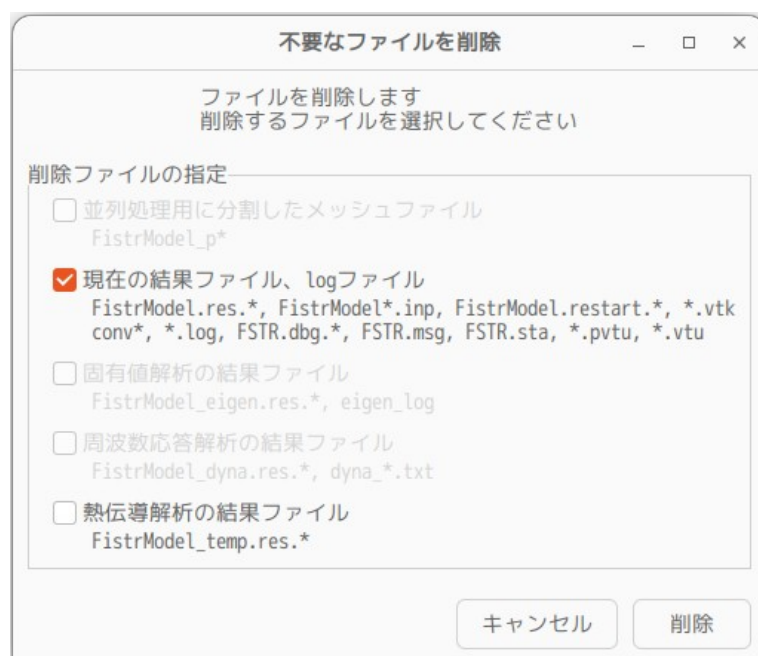 不要なファイルを削除
ファイルを削除します
削除するファイルを選択してください
削除ファイルの指定
並列処理用に分割したメッシュファイル
FistrModel_p*
現在の結果ファイル、logファイル
FistrModel.res.*, FistrModel*.inp, FistrModel.restart.*, *.vtk
conv*, *.log, FSTR.dbg.*, FSTR.msg, FSTR.sta, *.pvtu, *.vtu
固有値解析の結果ファイル
FistrModel_eigen.res.*, eigen_log
周波数応答解析の結果ファイル
FistrModel_dyna.res.*, dyna_*.txt
熱伝導解析の結果ファイル
FistrModel_temp.res.*
キャンセル
削除